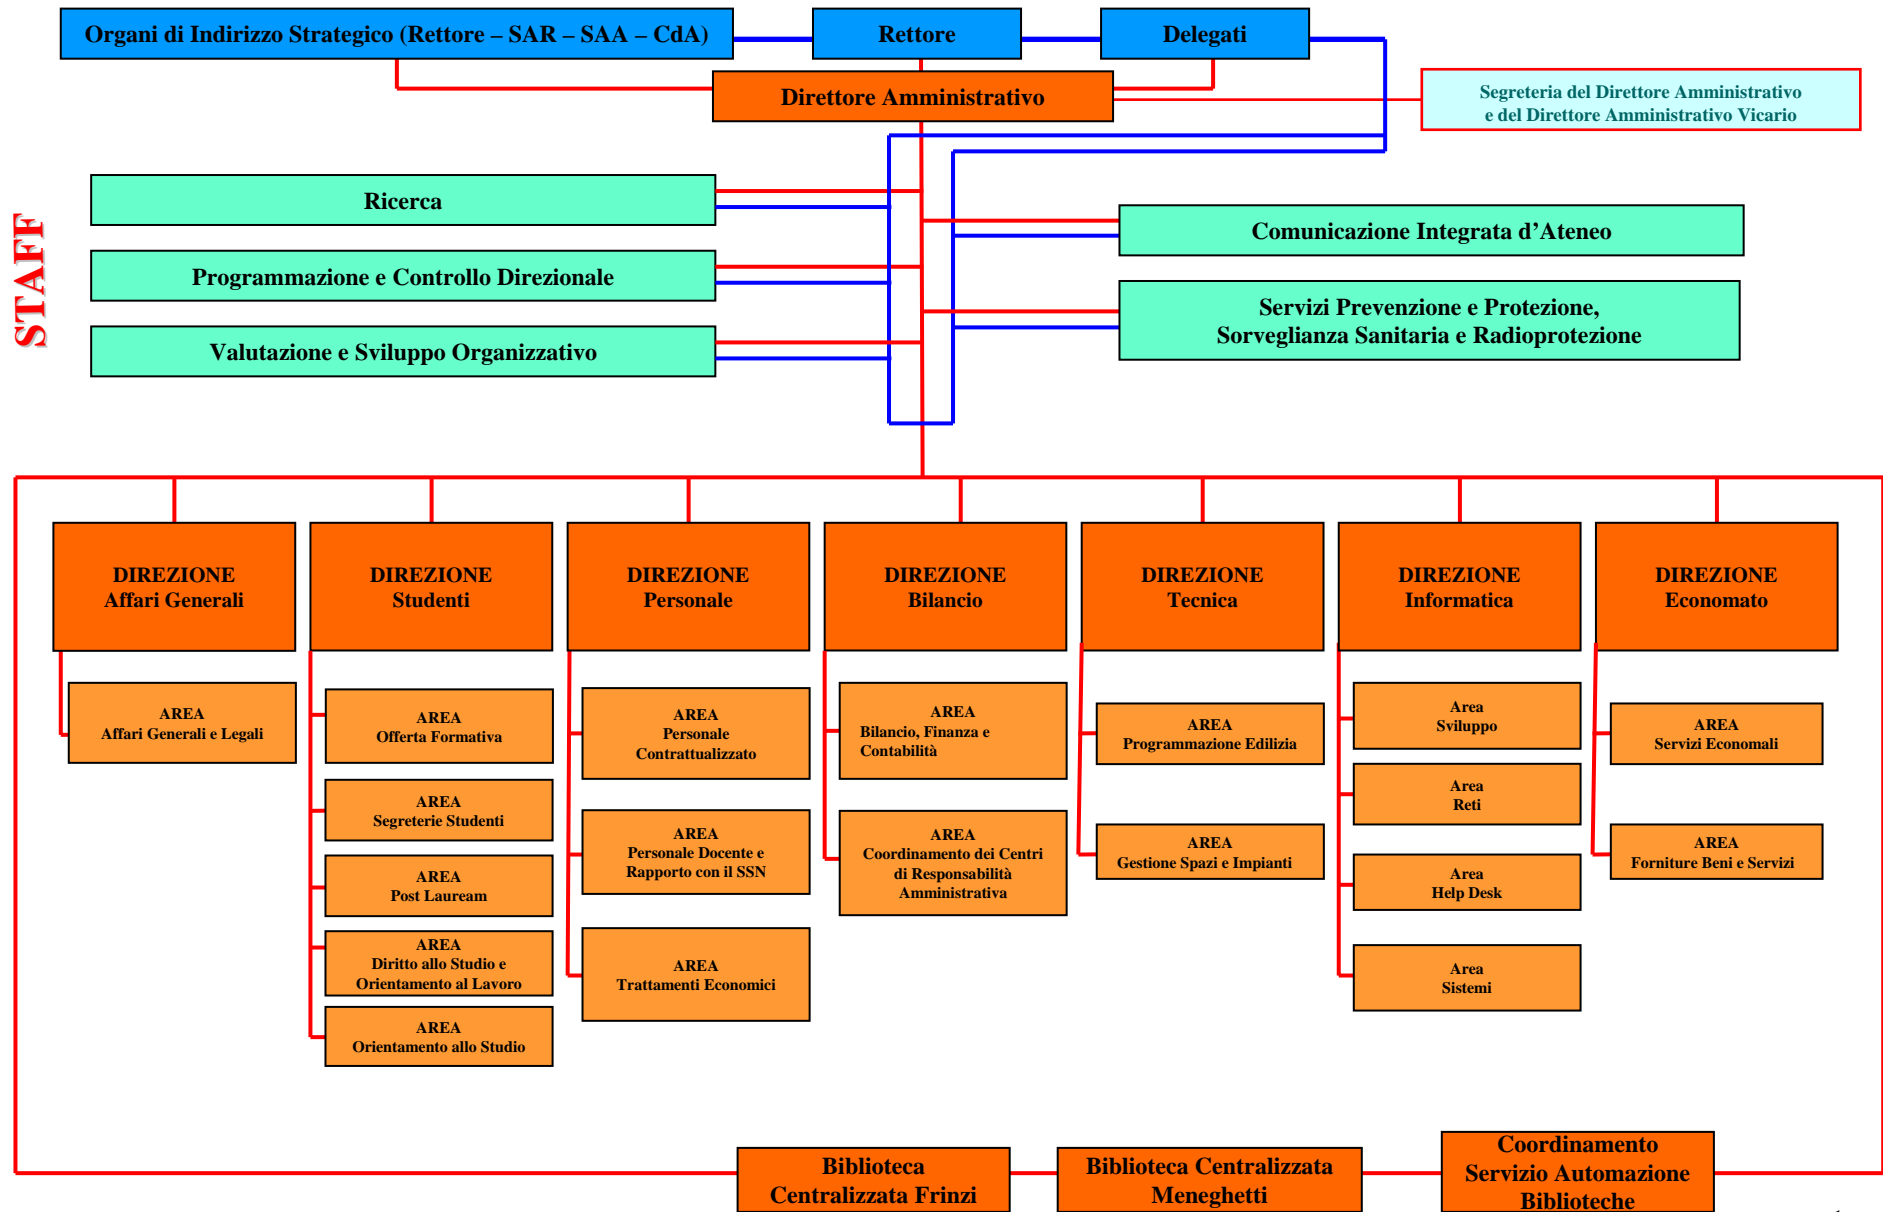 Organi di Indirizzo Strategico (Rettore – SAR – SAA – CdA)
Rettore
Delegati
Direttore Amministrativo
Segreteria del Direttore Amministrativo
e del Direttore Amministrativo Vicario
STAFF
Ricerca
Programmazione e Controllo Direzionale
Valutazione e Sviluppo Organizzativo
Comunicazione Integrata d’Ateneo
Servizi Prevenzione e Protezione,
Sorveglianza Sanitaria e Radioprotezione
DIREZIONE
Affari Generali
DIREZIONE
Studenti
DIREZIONE
Personale
DIREZIONE
Bilancio
DIREZIONE
Tecnica
DIREZIONE
Informatica
DIREZIONE
Economato
AREA
Affari Generali e Legali
AREA
Offerta Formativa
AREA
Segreterie Studenti
AREA
Post Lauream
AREA
Diritto allo Studio e
Orientamento al Lavoro
AREA
Orientamento allo Studio
AREA
Personale
Contrattualizzato
AREA
Personale Docente e
Rapporto con il SSN
AREA
Trattamenti Economici
AREA
Bilancio, Finanza e
Contabilità
AREA
Coordinamento dei Centri
di Responsabilità
Amministrativa
AREA
Programmazione Edilizia
AREA
Gestione Spazi e Impianti
Area
Sviluppo
Area
Reti
Area
Help Desk
Area
Sistemi
AREA
Servizi Economali
AREA
Forniture Beni e Servizi
Biblioteca
Centralizzata Frinzi
Biblioteca Centralizzata
Meneghetti
Coordinamento
Servizio Automazione
Biblioteche